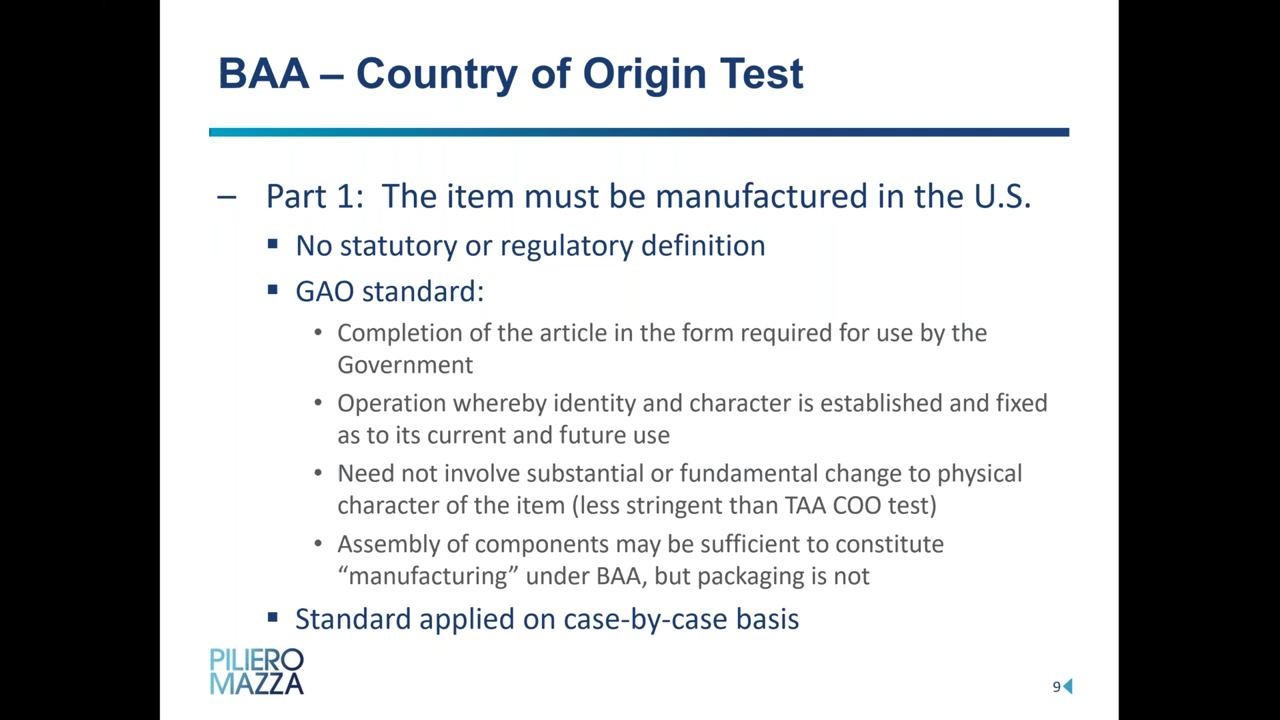 BAA – Country of Origin Test
– Part 1: The item must be manufactured in the U.S.
▪ No statutory or regulatory definition
▪ GAO standard:
• Completion of the article in the form required for use by the
Government
• Operation whereby identity and character is established and fixed
as to its current and future use
• Need not involve substantial or fundamental change to physical
character of the item (less stringent than TAA COO test)
• Assembly of components may be sufficient to constitute
“manufacturing” under BAA, but packaging is not
▪ Standard applied on case-by-case basis
PILIERO
MAZZA
9